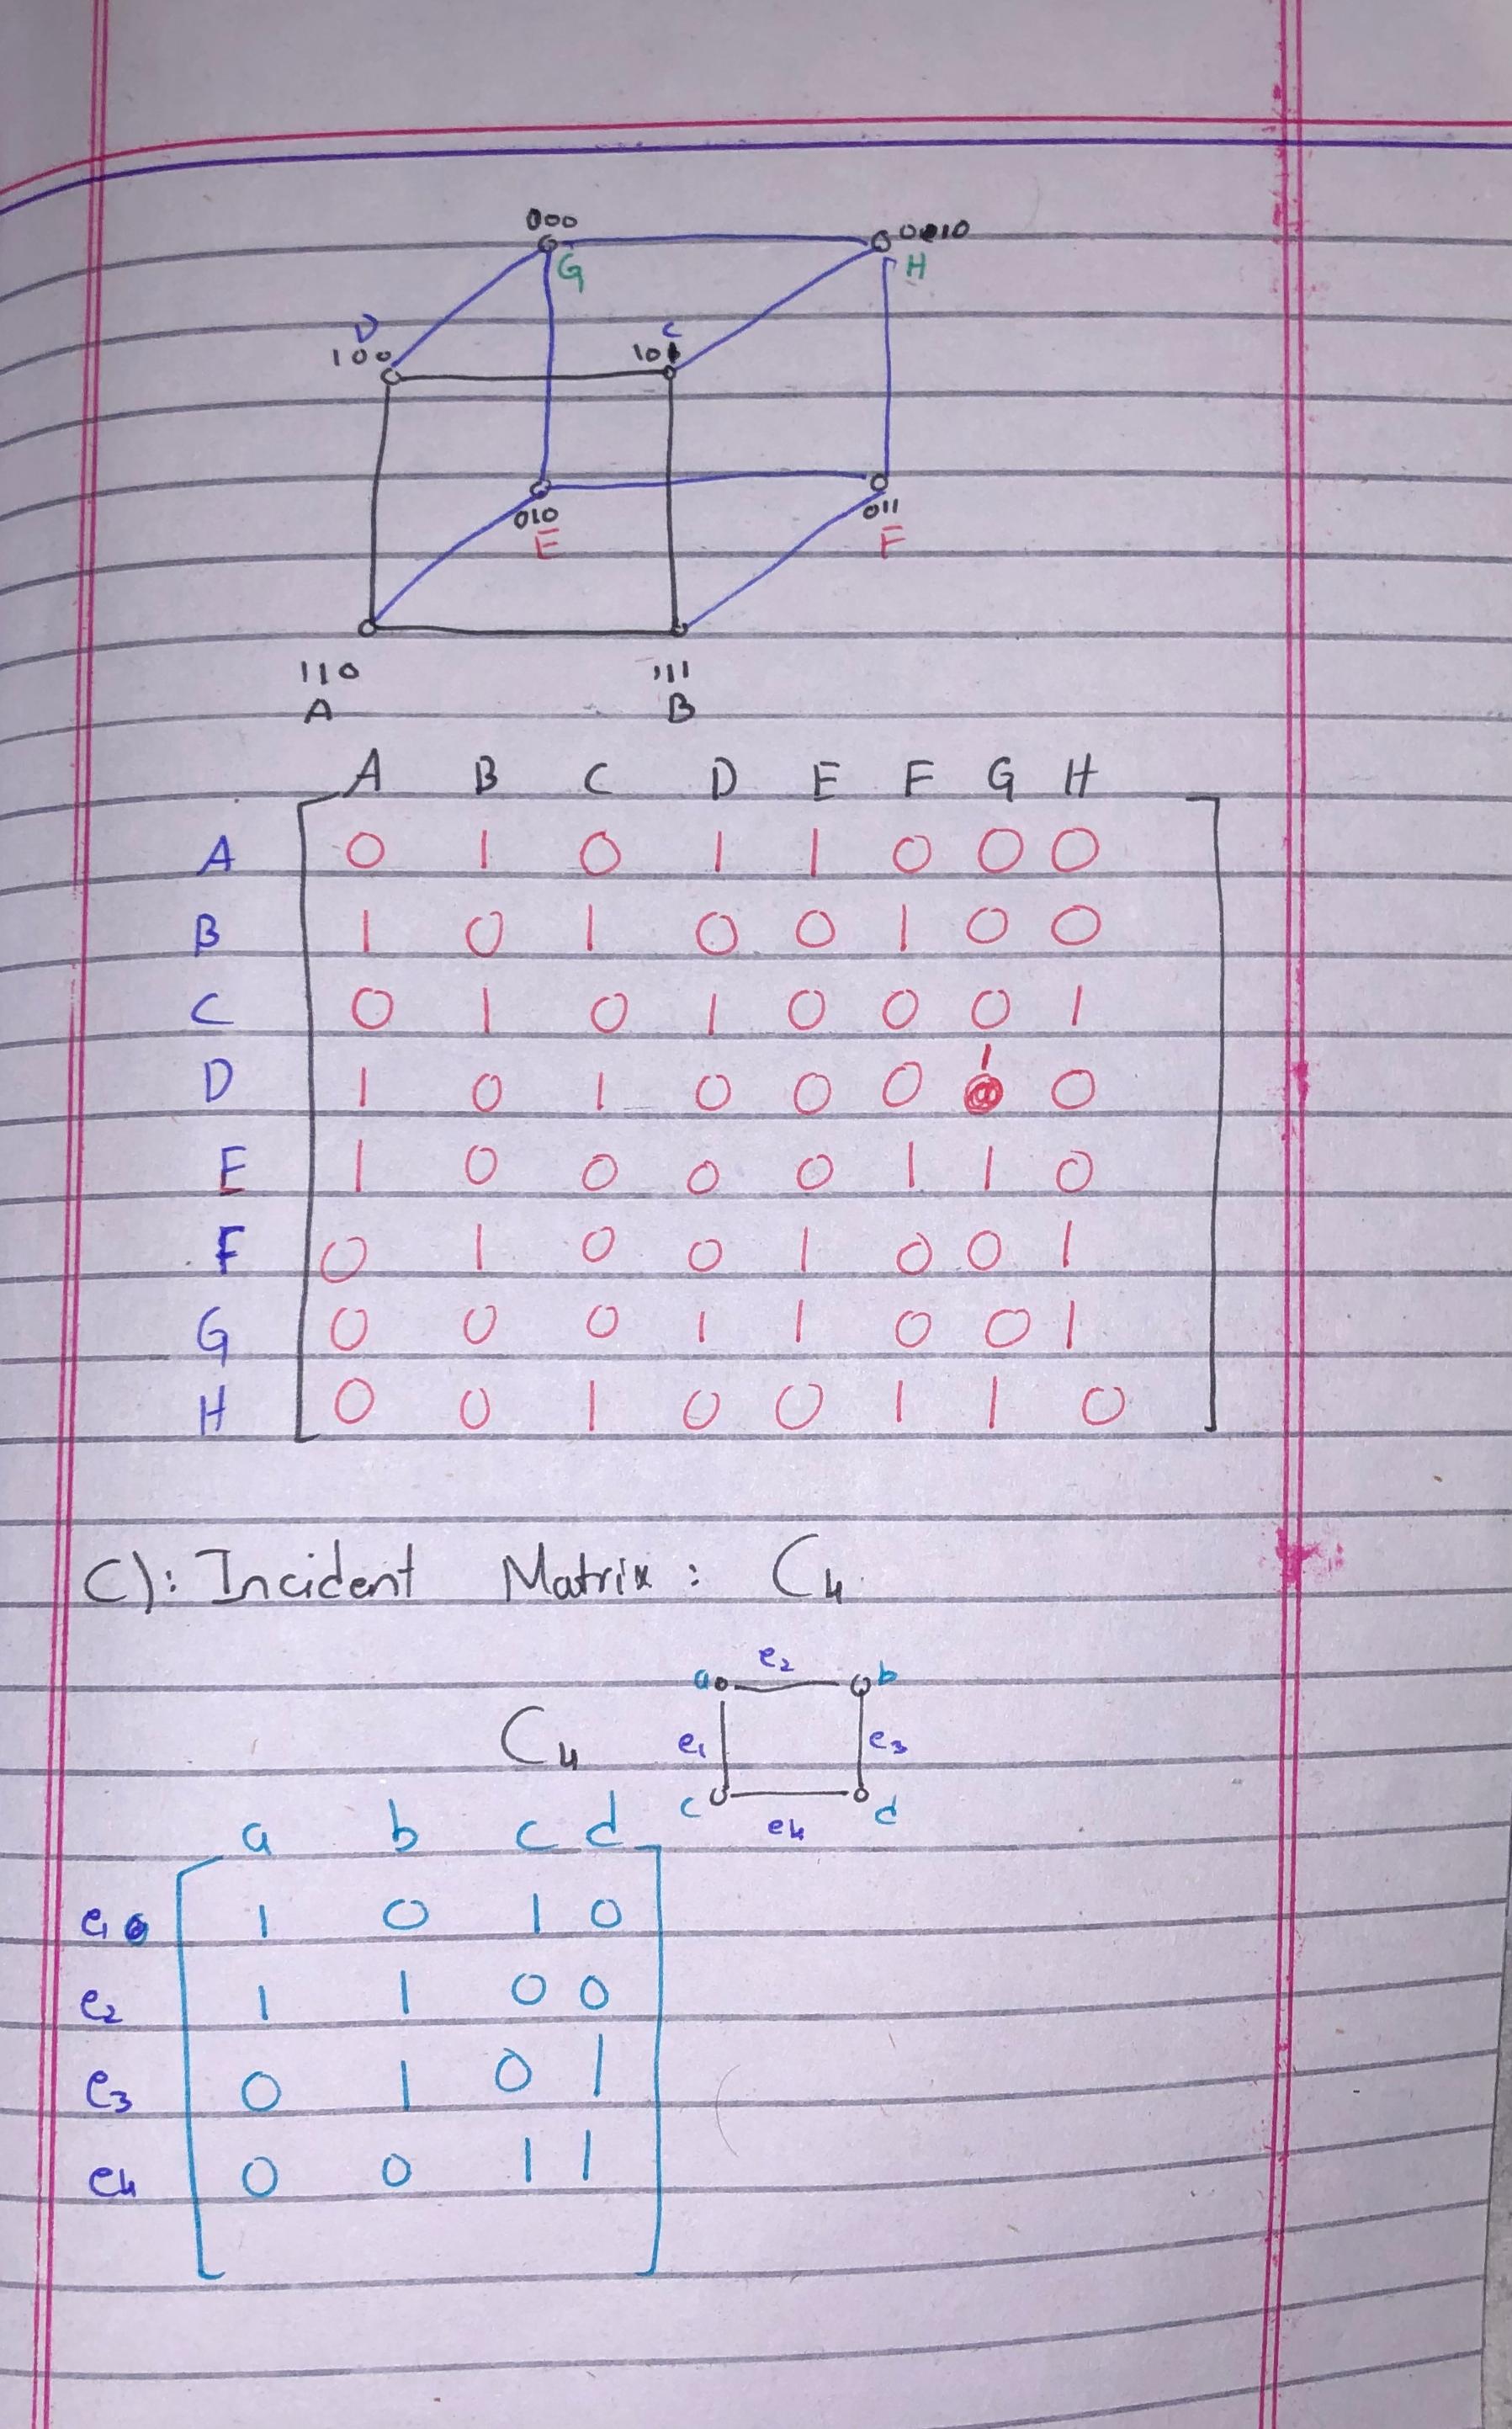 000
G
0010
H
D
100
C
101
010
E
011
F
110
A
111
B
A B C D E F G H
A 0 1 0 1 1 0 0 0
B 1 0 1 0 0 1 0 0
C 0 1 0 1 0 0 0 1
D 1 0 1 0 0 0 1 0
E 1 0 0 0 0 1 1 0
F 0 1 0 0 1 0 0 1
G 0 0 0 1 1 0 0 1
H 0 0 1 0 0 1 1 0
C): Incident Matrix: C4
a e2 b
C4
e1 e3
c e4 d
a b c d
e1 1 0 1 0
e2 1 1 0 0
e3 0 1 0 1
e4 0 0 1 1